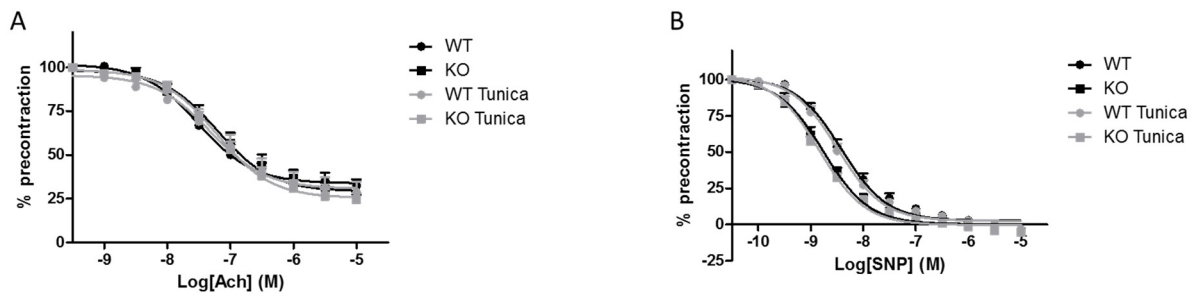 A
% precontraction
100
75
50
25
0
-9
-8
-7
-6
-5
Log[Ach] (M)
WT
KO
WT Tunica
KO Tunica
B
% precontraction
100
75
50
25
0
-25
-10
-9
-8
-7
-6
-5
Log[SNP] (M)
WT
KO
WT Tunica
KO Tunica